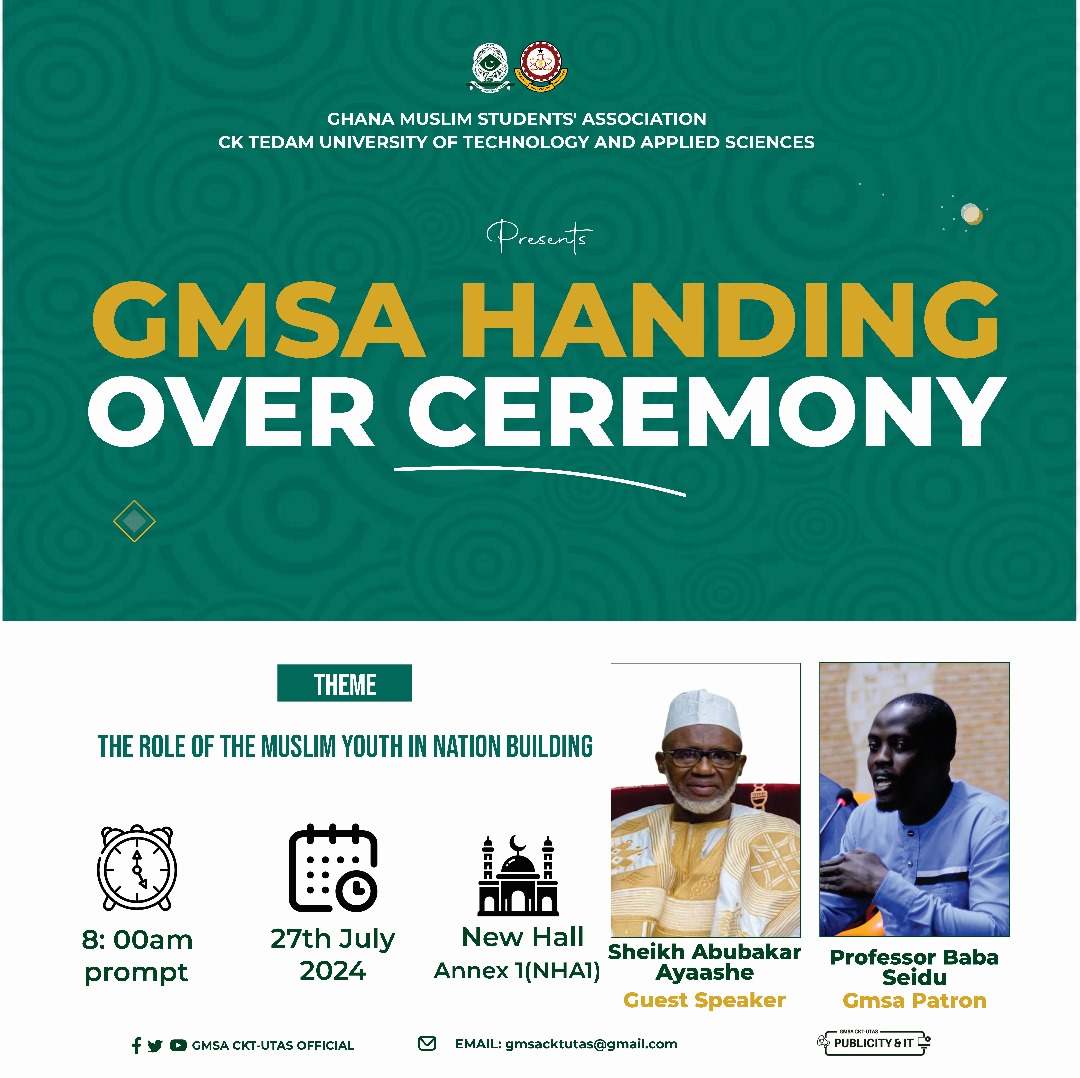 GHANA MUSLIM STUDENTS' ASSOCIATION
CK TEDAM UNIVERSITY OF TECHNOLOGY AND APPLIED SCIENCES
Presents
GMSA HANDING
OVER CEREMONY
THEME
THE ROLE OF THE MUSLIM YOUTH IN NATION BUILDING
8: 00am
prompt
27th July
2024
New Hall
Annex 1(NHA1)
Sheikh Abubakar
Ayaashe
Guest Speaker
Professor Baba
Seidu
Gmsa Patron
GMSA CKT-UTAS OFFICIAL
EMAIL: gmsacktutas@gmail.com
GMSA CKT-UTAS
PUBLICITY & IT